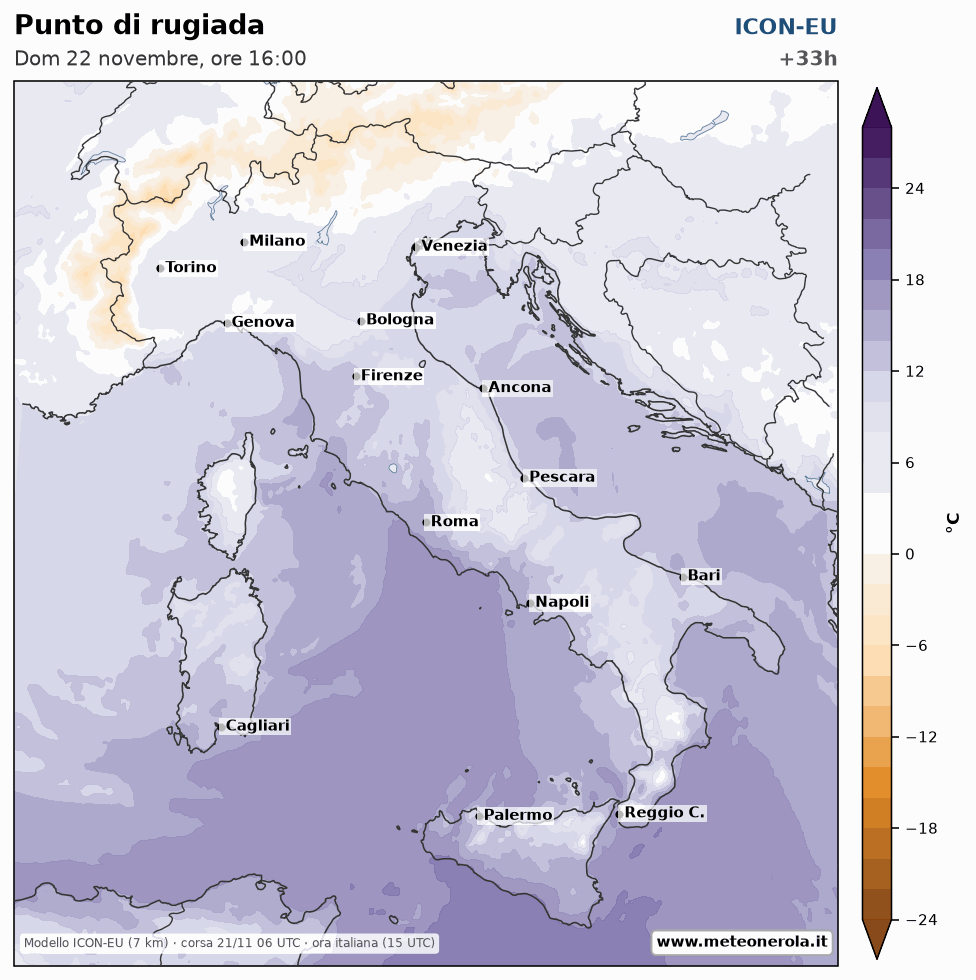 Punto di rugiada
ICON-EU
Dom 22 novembre, ore 16:00
+33h
Milano
Venezia
Torino
Genova
Bologna
Firenze
Ancona
Pescara
Roma
Bari
Napoli
Cagliari
Palermo
Reggio C.
24
18
12
6
0
−6
−12
−18
−24
°C
Modello ICON-EU (7 km) · corsa 21/11 06 UTC · ora italiana (15 UTC)
www.meteonerola.it